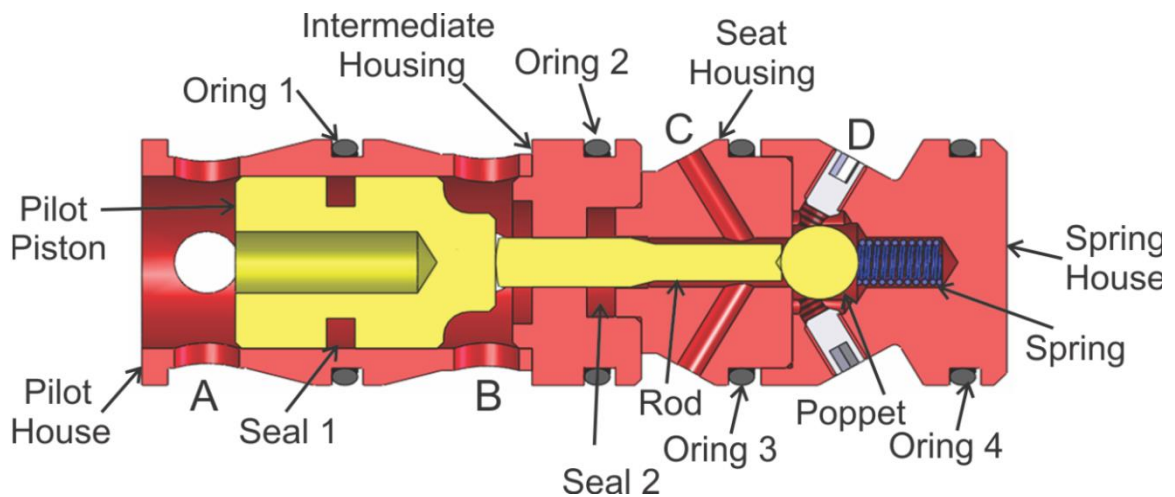 Intermediate
Housing
Oring 1
Oring 2
Seat
Housing
C
D
Pilot
Piston
Spring
House
Spring
Pilot
House
A
Seal 1
B
Seal 2
Rod
Oring 3
Poppet
Oring 4